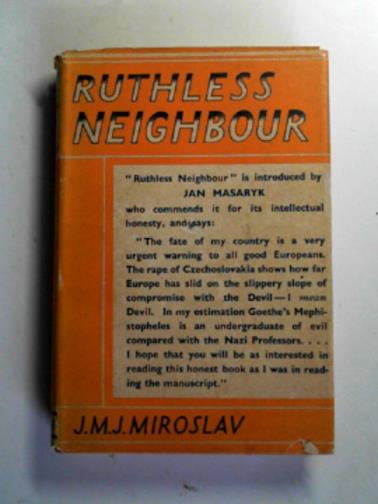 RUTHLESS
NEIGHBOUR
"Ruthless Neighbour" is introduced by
JAN MASARYK
who commends it for its intellectual
honesty, and says:
"The fate of my country is a very
urgent warning to all good Europeans.
The rape of Czechoslovakia shows how far
Europe has slid on the slippery slope of
compromise with the Devil—I mean
Devil. In my estimation Goethe's Mephi-
stopheles is an undergraduate of evil
compared with the Nazi Professors. . . .
I hope that you will be as interested in
reading this honest book as I was in read-
ing the manuscript."
J.M.J.MIROSLAV